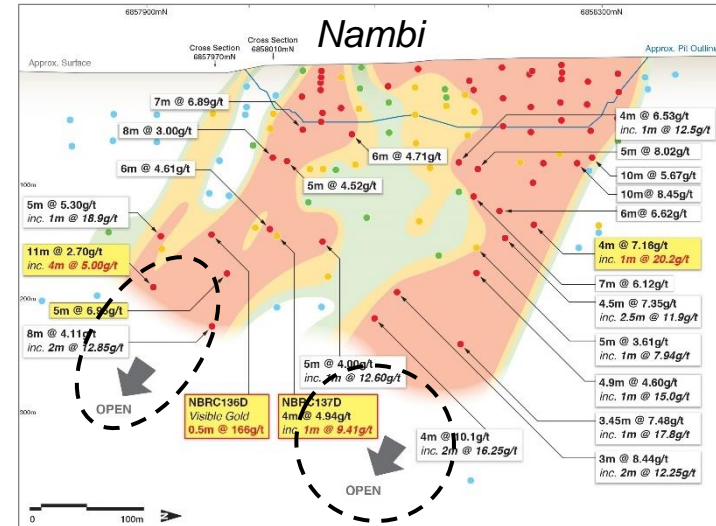 6857900mN
6858300mN
Nambi
Cross Section
6857970mN
Cross Section
6858010mN
Approx. Surface
Approx. Pit Outline
7m @ 6.89g/t
8m @ 3.00g/t
6m @ 4.61g/t
6m @ 4.71g/t
5m @ 4.52g/t
4m @ 6.53g/t
inc. 1m @ 12.5g/t
5m @ 8.02g/t
10m @ 5.67g/t
10m@ 8.45g/t
6m@ 6.62g/t
4m @ 7.16g/t
inc. 1m @ 20.2g/t
7m @ 6.12g/t
4.5m @ 7.35g/t
inc. 2.5m @ 11.9g/t
5m @ 3.61g/t
inc. 1m @ 7.94g/t
4.9m @ 4.60g/t
inc. 1m @ 15.0g/t
3.45m @ 7.48g/t
inc. 1m @ 17.8g/t
3m @ 8.44g/t
inc. 2m @ 12.25g/t
100m
5m @ 5.30g/t
inc. 1m @ 18.9g/t
11m @ 2.70g/t
inc. 4m @ 5.00g/t
200m
5m @ 6.95g/t
8m @ 4.11g/t
inc. 2m @ 12.85g/t
5m @ 4.00g/t
inc. 1m @ 12.60g/t
OPEN
NBRC136D
Visible Gold
0.5m @ 166g/t
NBRC137D
4m @ 4.94g/t
inc 1m @ 9.41g/t
300m
4m @10.1g/t
inc. 2m @ 16.25g/t
OPEN
0
100m
N